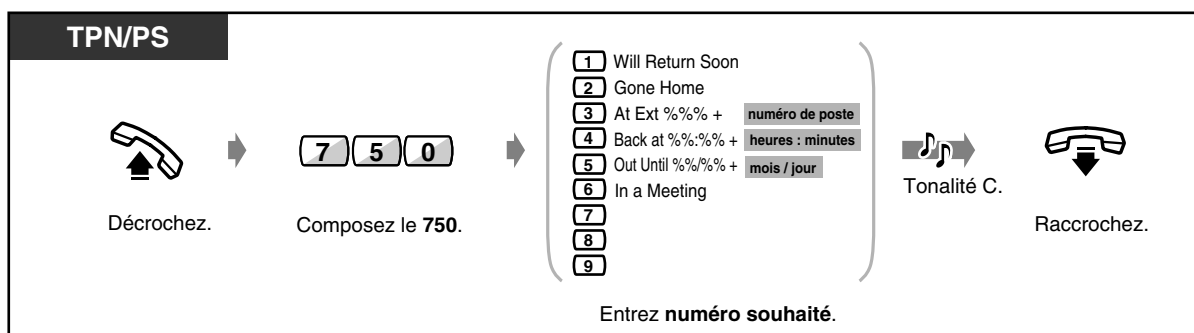 TPN/PS
Décrochez.
7 5 0
Composez le 750.
1 Will Return Soon
2 Gone Home
3 At Ext %%% + numéro de poste
4 Back at %%:%% + heures : minutes
5 Out Until %%/%% + mois / jour
6 In a Meeting
7
8
9
Entrez numéro souhaité.
Tonalité C.
Raccrochez.